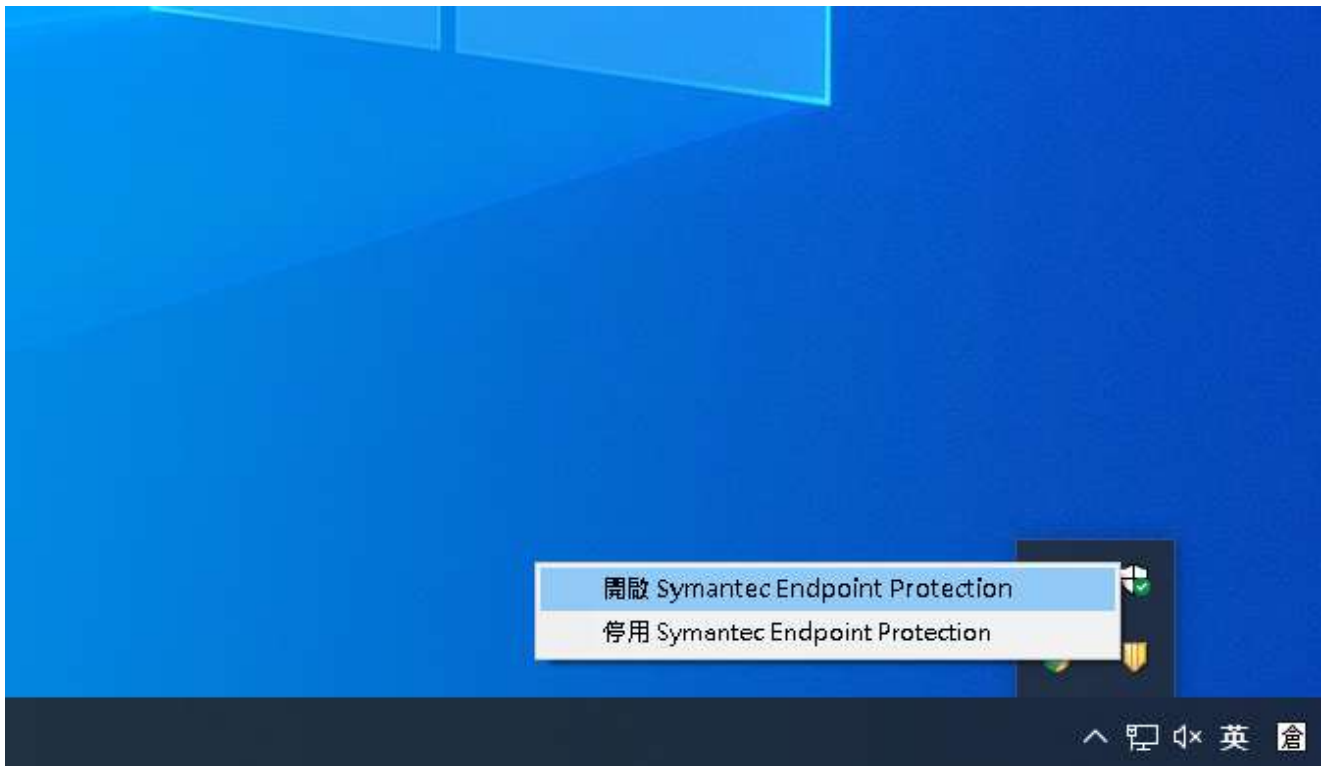 開啟 Symantec Endpoint Protection
停用 Symantec Endpoint Protection
英 倉